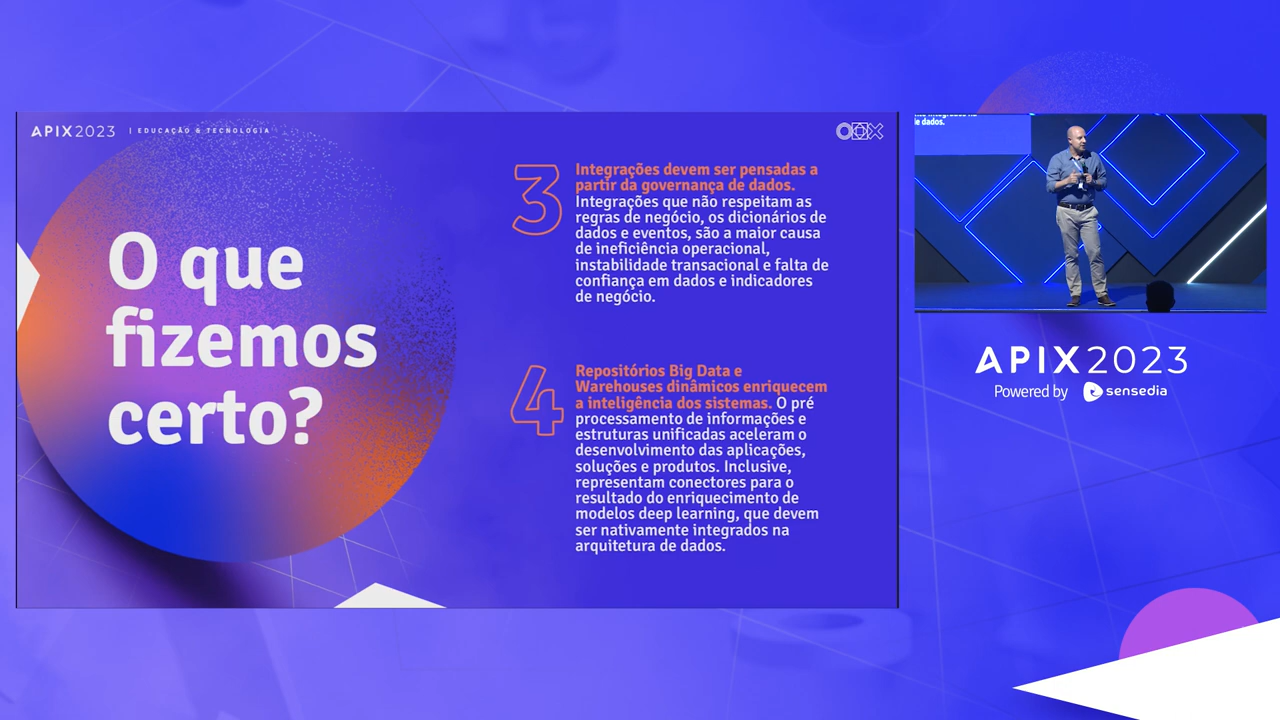 APIX2023 | EDUCAÇÃO & TECNOLOGIA
O que
fizemos
certo?
3
Integrações devem ser pensadas a
partir da governança de dados.
Integrações que não respeitam as
regras de negócio, os dicionários de
dados e eventos, são a maior causa
de ineficiência operacional,
instabilidade transacional e falta de
confiança em dados e indicadores
de negócio.
4
Repositórios Big Data e
Warehouses dinâmicos enriquecem
a inteligência dos sistemas. O pré
processamento de informações e
estruturas unificadas aceleram o
desenvolvimento das aplicações,
soluções e produtos. Inclusive,
representam conectores para o
resultado do enriquecimento de
modelos deep learning, que devem
ser nativamente integrados na
arquitetura de dados.
de dados.
APIX2023
Powered by sensedia